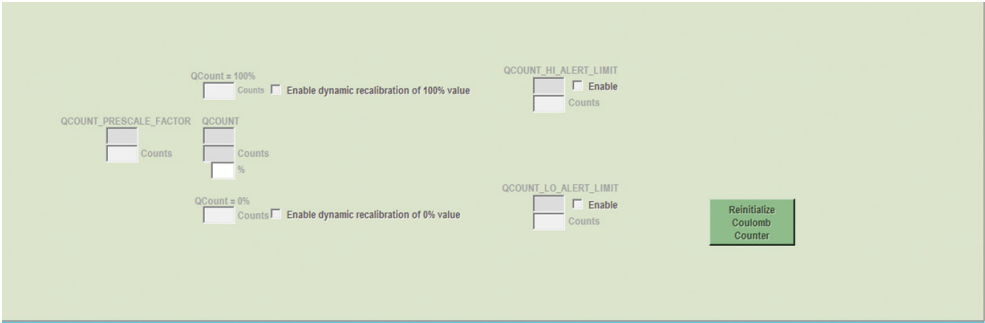 QCount = 100%
Counts Enable dynamic recalibration of 100% value
QCOUNT_HI_ALERT_LIMIT
Enable
Counts
QCOUNT_PRESCALE_FACTOR QCOUNT
Counts Counts
%
QCount = 0%
Counts Enable dynamic recalibration of 0% value
QCOUNT_LO_ALERT_LIMIT
Enable
Counts
Reinitialize
Coulomb
Counter